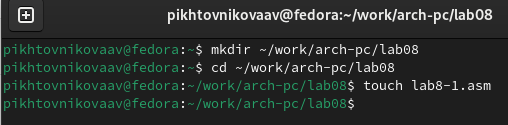 pikhtovnikovaav@fedora:~/work/arch-pc/lab08
pikhtovnikovaav@fedora:~$ mkdir ~/work/arch-pc/lab08
pikhtovnikovaav@fedora:~$ cd ~/work/arch-pc/lab08
pikhtovnikovaav@fedora:~/work/arch-pc/lab08$ touch lab8-1.asm
pikhtovnikovaav@fedora:~/work/arch-pc/lab08$